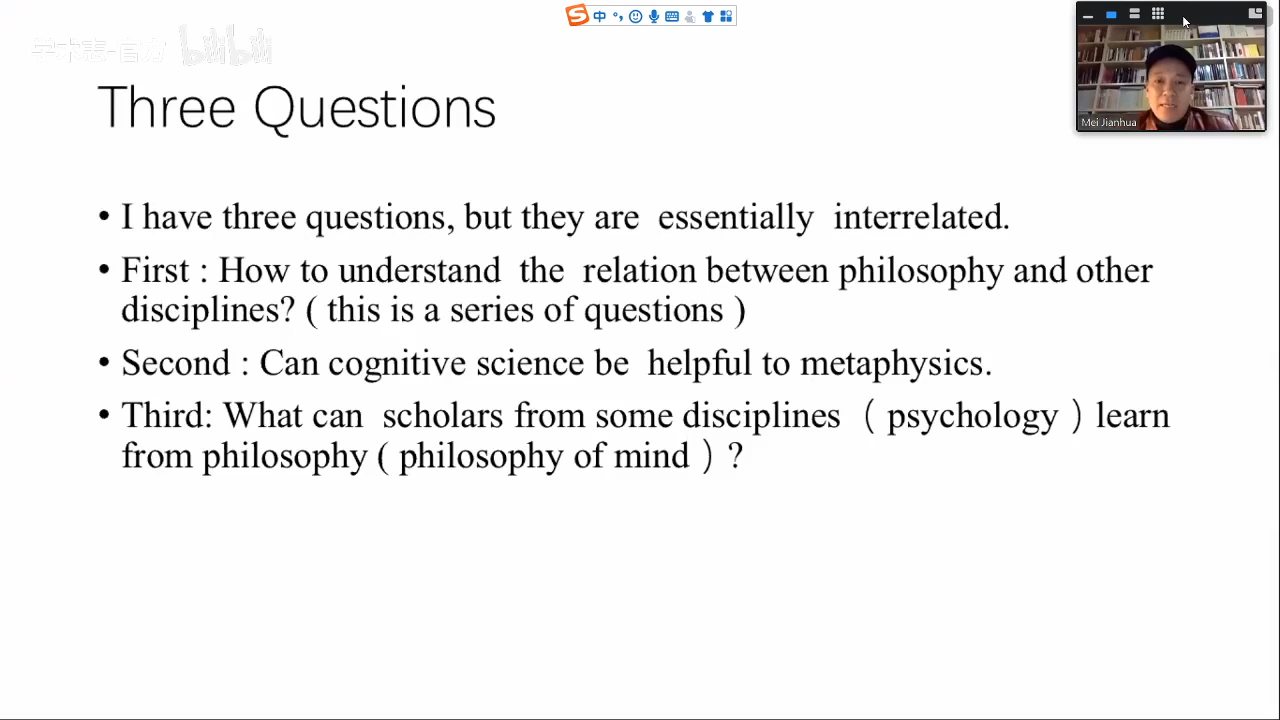 中
bilibili
Three Questions
Mei Jianhua
• I have three questions, but they are essentially interrelated.
• First : How to understand the relation between philosophy and other
disciplines? ( this is a series of questions )
• Second : Can cognitive science be helpful to metaphysics.
• Third: What can scholars from some disciplines （ psychology ）learn
from philosophy ( philosophy of mind ）?